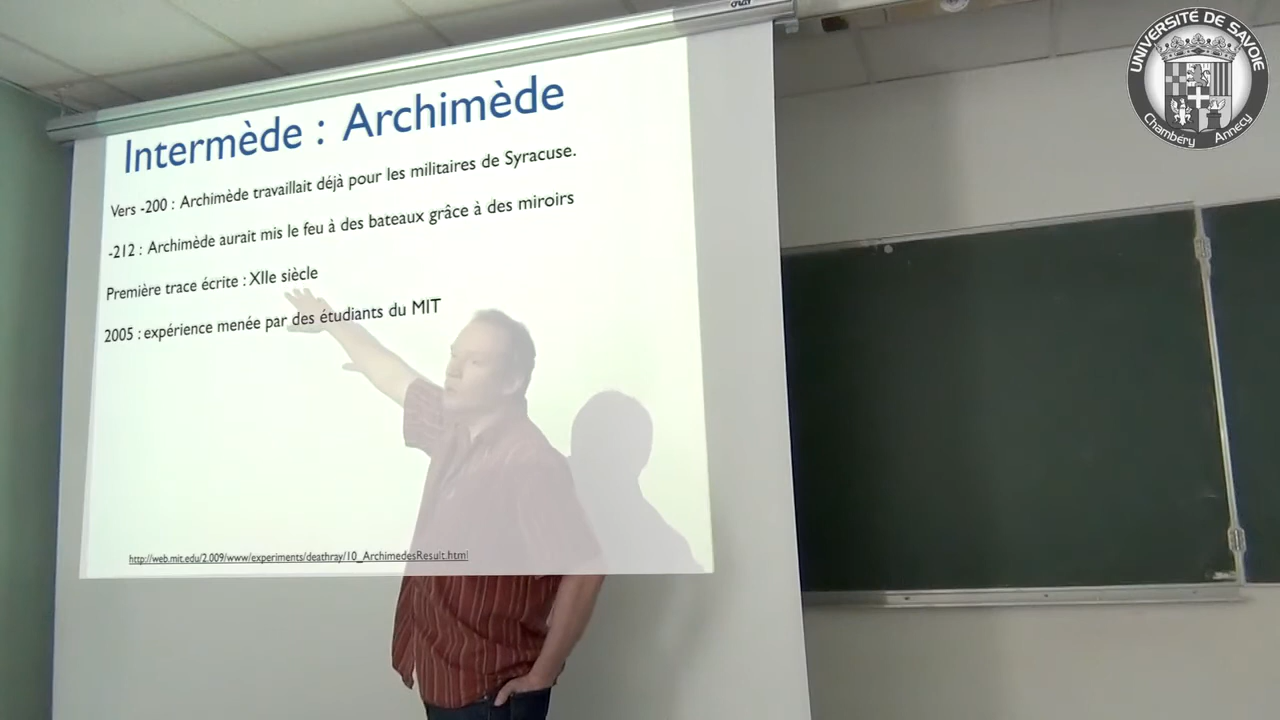 Intermède : Archimède
Vers -200 : Archimède travaillait déjà pour les militaires de Syracuse.
-212 : Archimède aurait mis le feu à des bateaux grâce à des miroirs
Première trace écrite : XIIe siècle
2005 : expérience menée par des étudiants du MIT
http://web.mit.edu/2.009/www/experiments/deathray/10_ArchimedesResult.html
UNIVERSITÉ DE SAVOIE
Chambéry Annecy